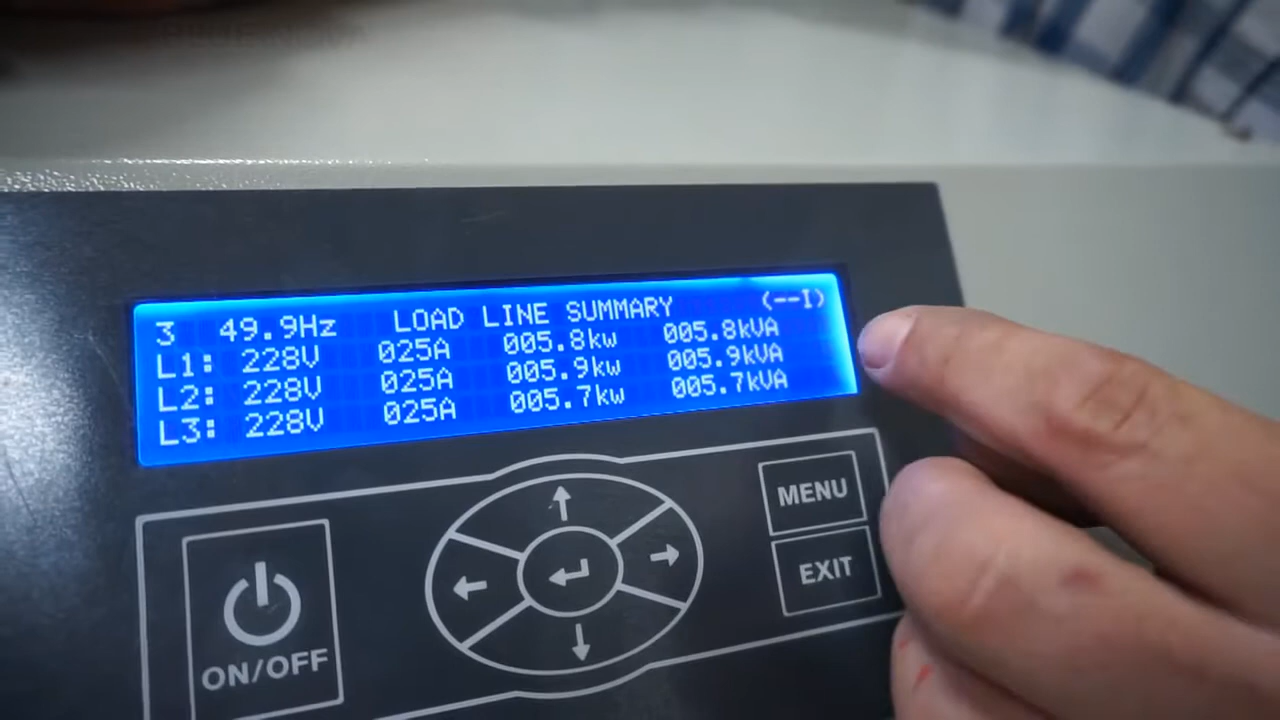 3 49.9Hz LOAD LINE SUMMARY (--I)
L1: 228V 025A 005.8kw 005.8kVA
L2: 228V 025A 005.9kw 005.9kVA
L3: 228V 025A 005.7kw 005.7kVA
MENU
EXIT
ON/OFF